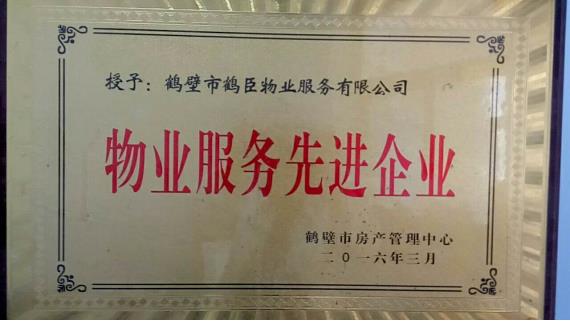 授予：鹤壁市鹤臣物业服务有限公司
物业服务先进企业
鹤壁市房产管理中心
二０一六年三月